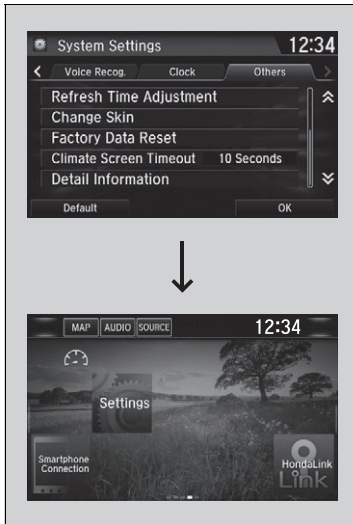 System Settings 12:34
Voice Recog. Clock Others
Refresh Time Adjustment
Change Skin
Factory Data Reset
Climate Screen Timeout 10 Seconds
Detail Information
Default OK
MAP AUDIO SOURCE 12:34
Settings
Smartphone
Connection
HondaLink
Link